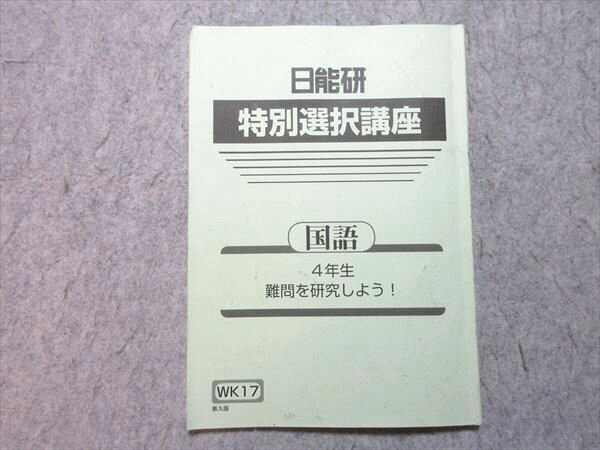 日能研
特別選択講座
国語
４年生
難問を研究しよう！
WK17
第九版